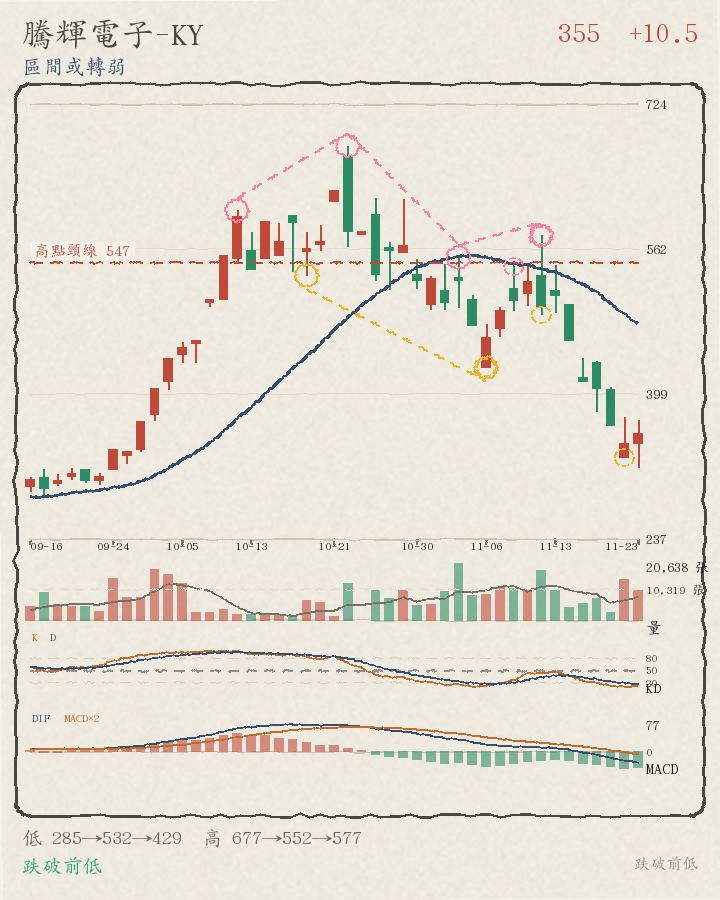 騰輝電子-KY 355 +10.5
區間或轉弱
724
高點頸線 547
562
399
237
09-16 09-24 10-05 10-13 10-21 10-30 11-06 11-13 11-23
20,638 張
10,319 張
量
K D
80
50
20
KD
DIF MACD×2
77
0
MACD
低 285→532→429 高 677→552→577
跌破前低
跌破前低